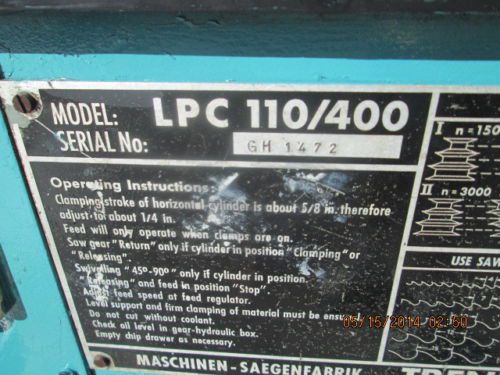 MODEL: LPC 110/400
SERIAL No: GH 1472
Operating Instructions:
Clamping stroke of horizontal cylinder is about 5/8 in. therefore
adjust to about 1/4 in.
Feed will only operate when clamps are on.
Saw gear "Return" only if cylinder in position "Clamping" or
"Releasing".
Swivelling "45°-90°" only if cylinder in position.
"Releasing" and feed in position "Stop".
Adjust feed speed at feed regulator.
Level support and firm clamping of material must be ensured
Do not cut without coolant.
Check oil level in gear-hydraulic box.
Empty chip drawer as necessary.
MASCHINEN-SAEGENFABRIK TREN
I n=150
II n=3000
USE SAW
05/15/2014 02:50